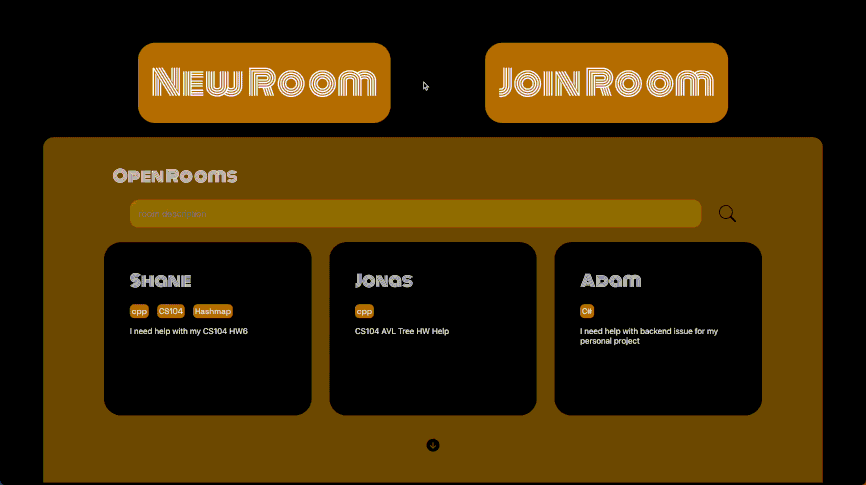 New Room
Join Room
Open Rooms
Shane
cpp CS104 Hashmap
I need help with my CS104 HW6
Jonas
cpp
CS104 AVL Tree HW Help
Adam
C#
I need help with backend issue for my
personal project